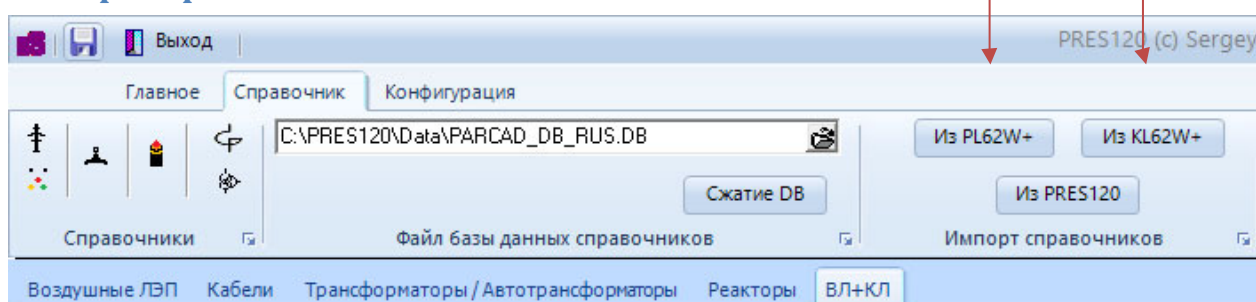 Выход
PRES120 (c) Sergey
Главное Справочник Конфигурация
C:\PRES120\Data\PARCAD_DB_RUS.DB
Из PL62W+ Из KL62W+
Сжатие DB
Из PRES120
Справочники Файл базы данных справочников Импорт справочников
Воздушные ЛЭП Кабели Трансформаторы / Автотрансформаторы Реакторы ВЛ+КЛ